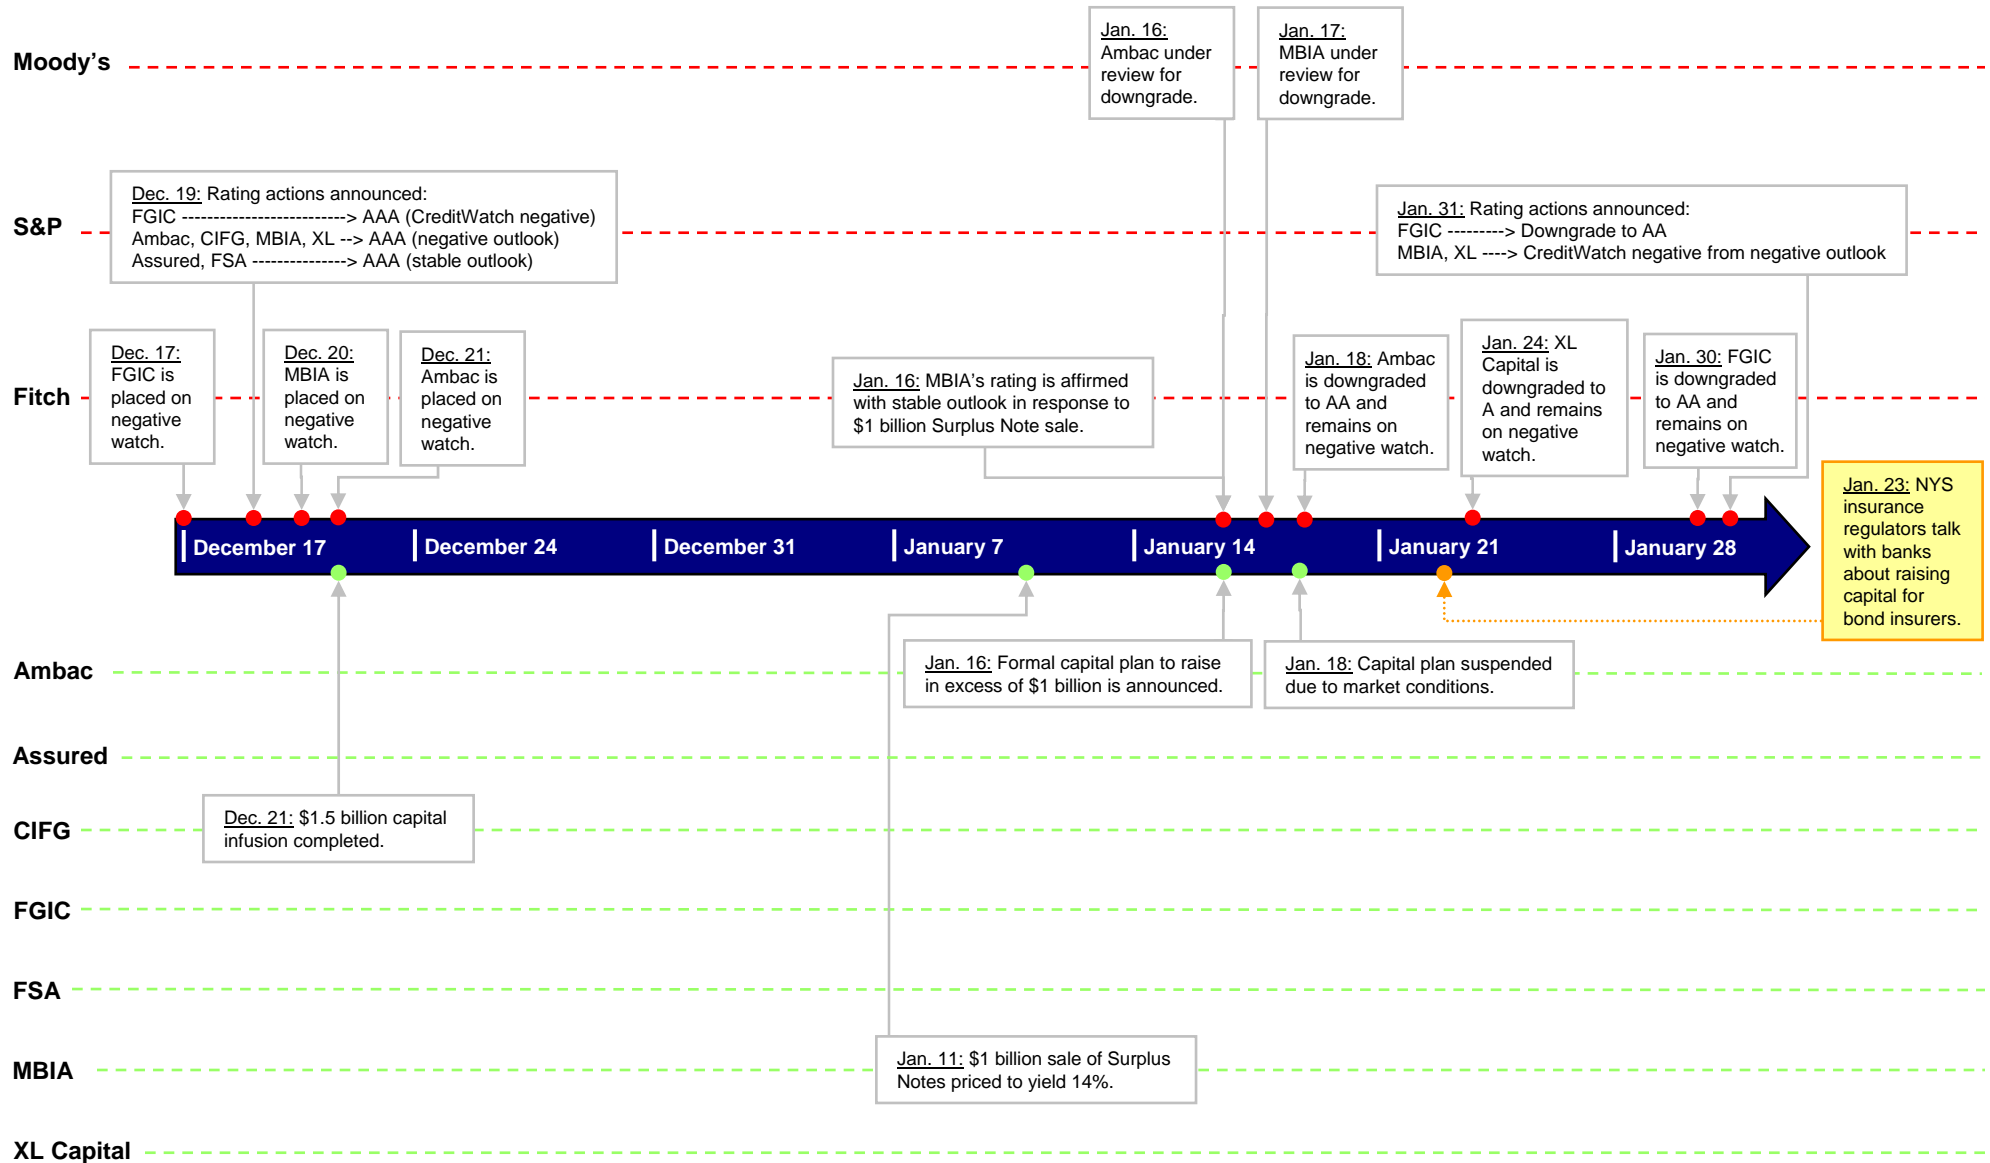 Moody's
Jan. 16:
Ambac under
review for
downgrade.
Jan. 17:
MBIA under
review for
downgrade.
S&P
Dec. 19: Rating actions announced:
FGIC --------------------------> AAA (CreditWatch negative)
Ambac, CIFG, MBIA, XL --> AAA (negative outlook)
Assured, FSA ---------------> AAA (stable outlook)
Jan. 31: Rating actions announced:
FGIC ---------> Downgrade to AA
MBIA, XL ----> CreditWatch negative from negative outlook
Fitch
Dec. 17:
FGIC is
placed on
negative
watch.
Dec. 20:
MBIA is
placed on
negative
watch.
Dec. 21:
Ambac is
placed on
negative
watch.
Jan. 16: MBIA's rating is affirmed
with stable outlook in response to
$1 billion Surplus Note sale.
Jan. 18: Ambac
is downgraded
to AA and
remains on
negative watch.
Jan. 24: XL
Capital is
downgraded to
A and remains
on negative
watch.
Jan. 30: FGIC
is downgraded
to AA and
remains on
negative watch.
Jan. 23: NYS
insurance
regulators talk
with banks
about raising
capital for
bond insurers.
December 17
December 24
December 31
January 7
January 14
January 21
January 28
Ambac
Jan. 16: Formal capital plan to raise
in excess of $1 billion is announced.
Jan. 18: Capital plan suspended
due to market conditions.
Assured
CIFG
Dec. 21: $1.5 billion capital
infusion completed.
FGIC
FSA
MBIA
Jan. 11: $1 billion sale of Surplus
Notes priced to yield 14%.
XL Capital